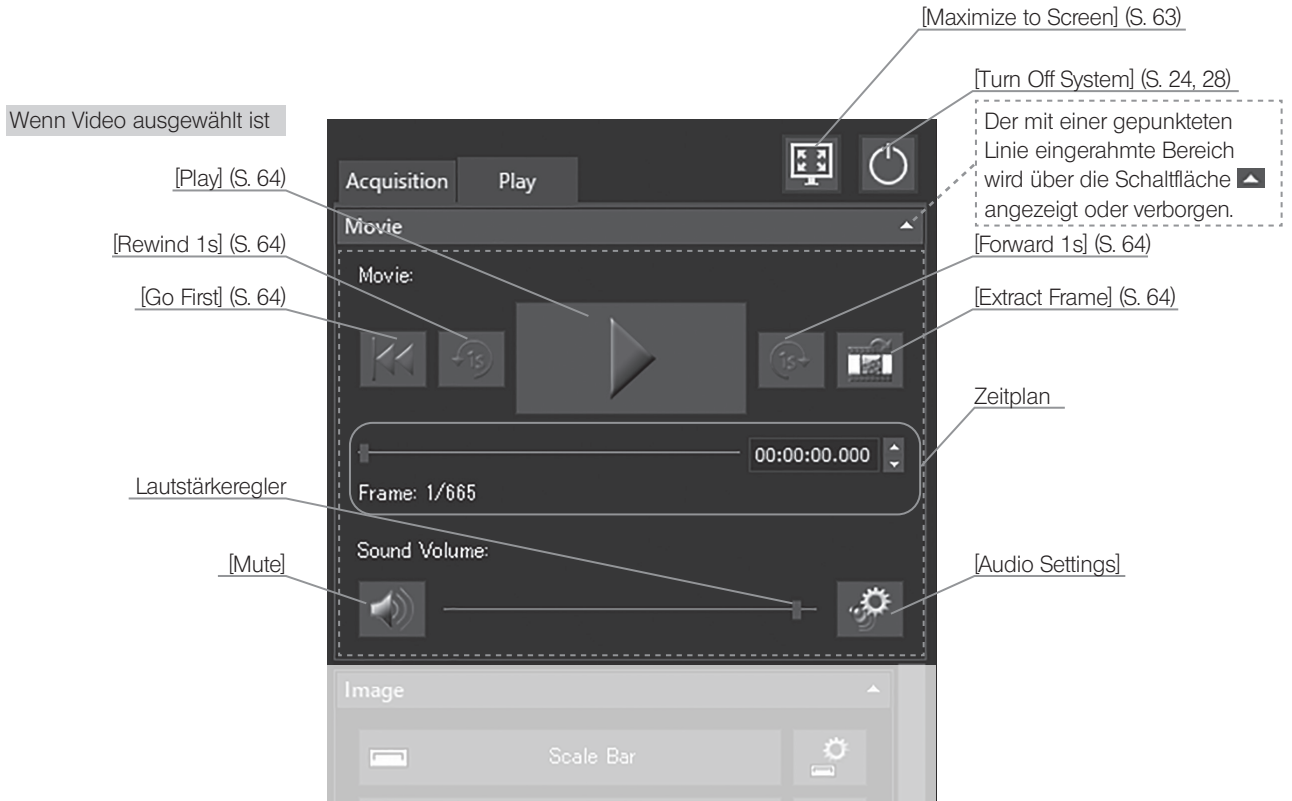 [Maximize to Screen] (S. 63)
[Turn Off System] (S. 24, 28)
Wenn Video ausgewählt ist
Der mit einer gepunkteten
Linie eingerahmte Bereich
wird über die Schaltfläche
angezeigt oder verborgen.
[Play] (S. 64)
Acquisition Play
Movie
[Rewind 1s] (S. 64)
[Forward 1s] (S. 64)
Movie:
[Go First] (S. 64)
[Extract Frame] (S. 64)
1s
1s
Zeitplan
00:00:00.000
Lautstärkeregler
Frame: 1/665
Sound Volume:
[Mute]
[Audio Settings]
Image
Scale Bar